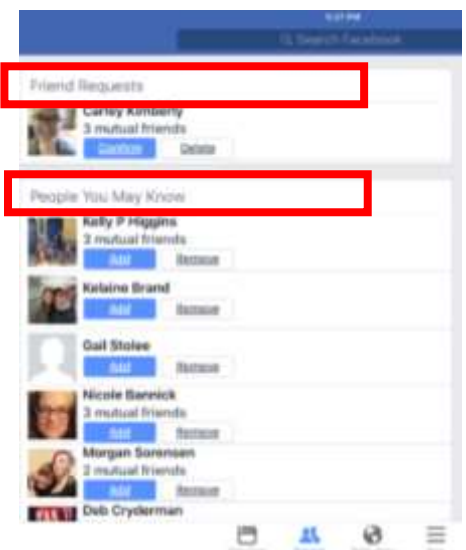 Search Facebook
Friend Requests
Carley Kimberly
3 mutual friends
Confirm Delete
People You May Know
Kelly P Higgins
3 mutual friends
Add Remove
Kelaine Brand
Add Remove
Gail Stolee
Add Remove
Nicole Bannick
3 mutual friends
Add Remove
Morgan Sorensen
2 mutual friends
Add Remove
Deb Cryderman